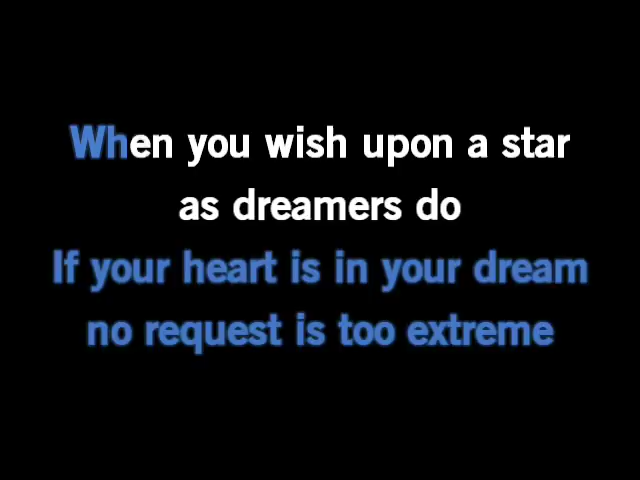 When you wish upon a star
as dreamers do
If your heart is in your dream
no request is too extreme